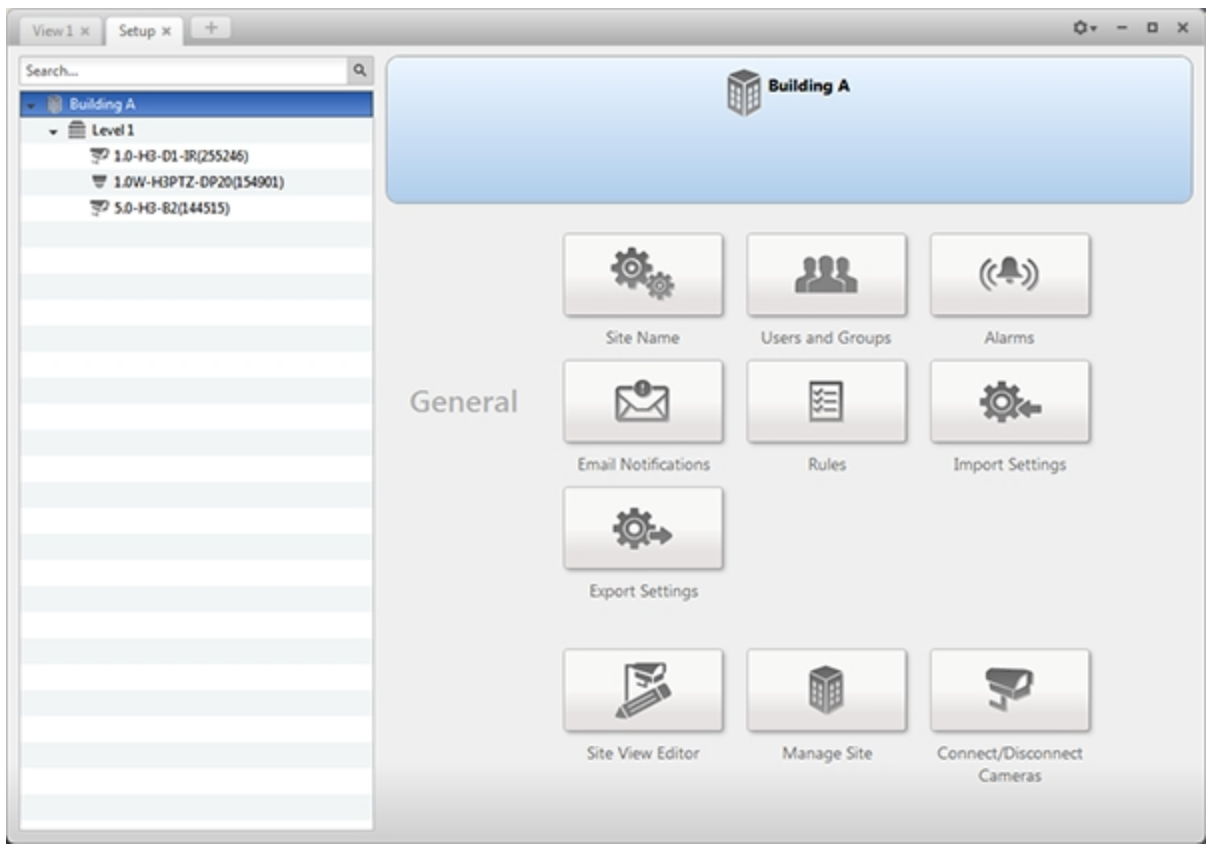 View 1
Setup
Search...
Building A
Level 1
1.0-H3-D1-IR(255246)
1.0W-H3PTZ-DP20(154901)
5.0-H3-B2(144515)
Building A
General
Site Name
Users and Groups
Alarms
Email Notifications
Rules
Import Settings
Export Settings
Site View Editor
Manage Site
Connect/Disconnect
Cameras